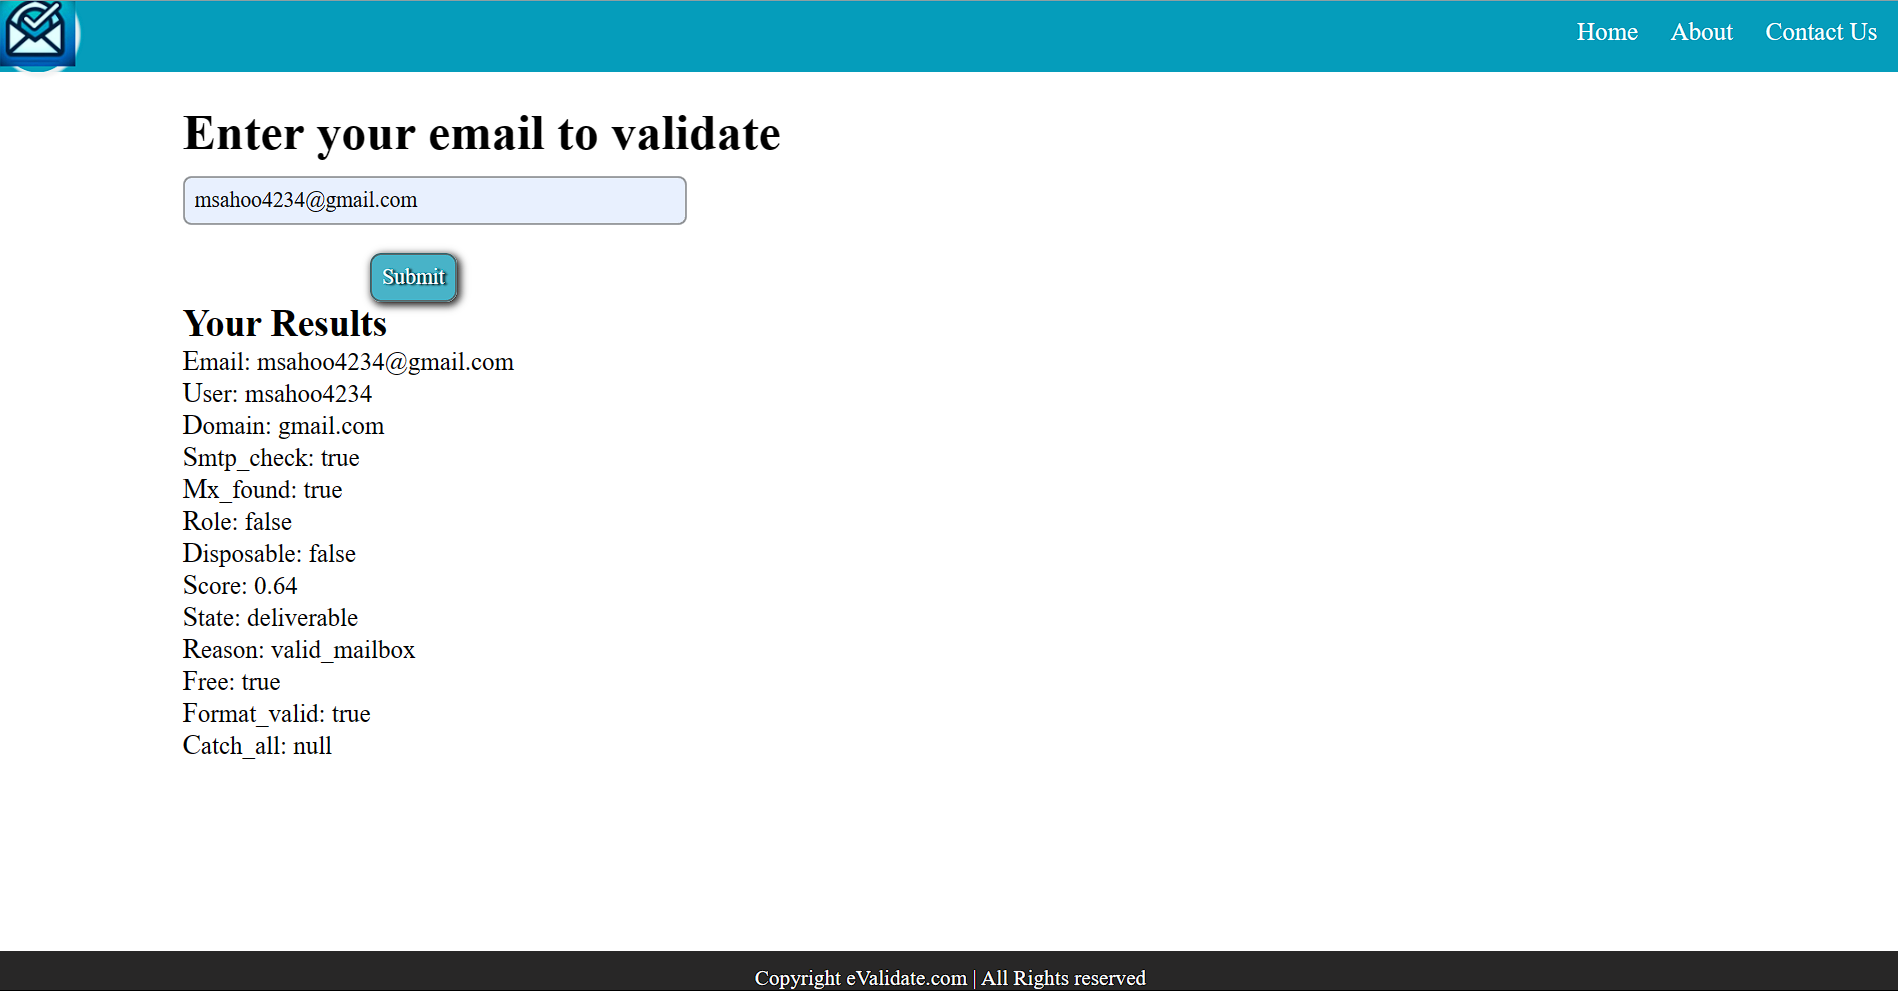 Home About Contact Us
Enter your email to validate
msahoo4234@gmail.com
Submit
Your Results
Email: msahoo4234@gmail.com
User: msahoo4234
Domain: gmail.com
Smtp_check: true
Mx_found: true
Role: false
Disposable: false
Score: 0.64
State: deliverable
Reason: valid_mailbox
Free: true
Format_valid: true
Catch_all: null
Copyright eValidate.com | All Rights reserved